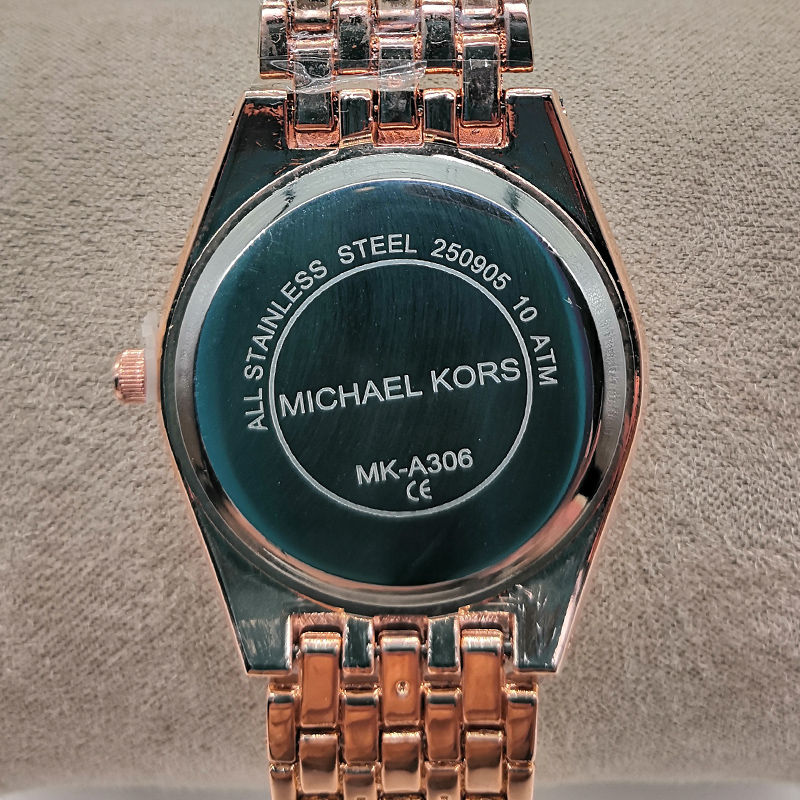 ALL STAINLESS STEEL 250905 10 ATM
MICHAEL KORS
MK-A306
CE